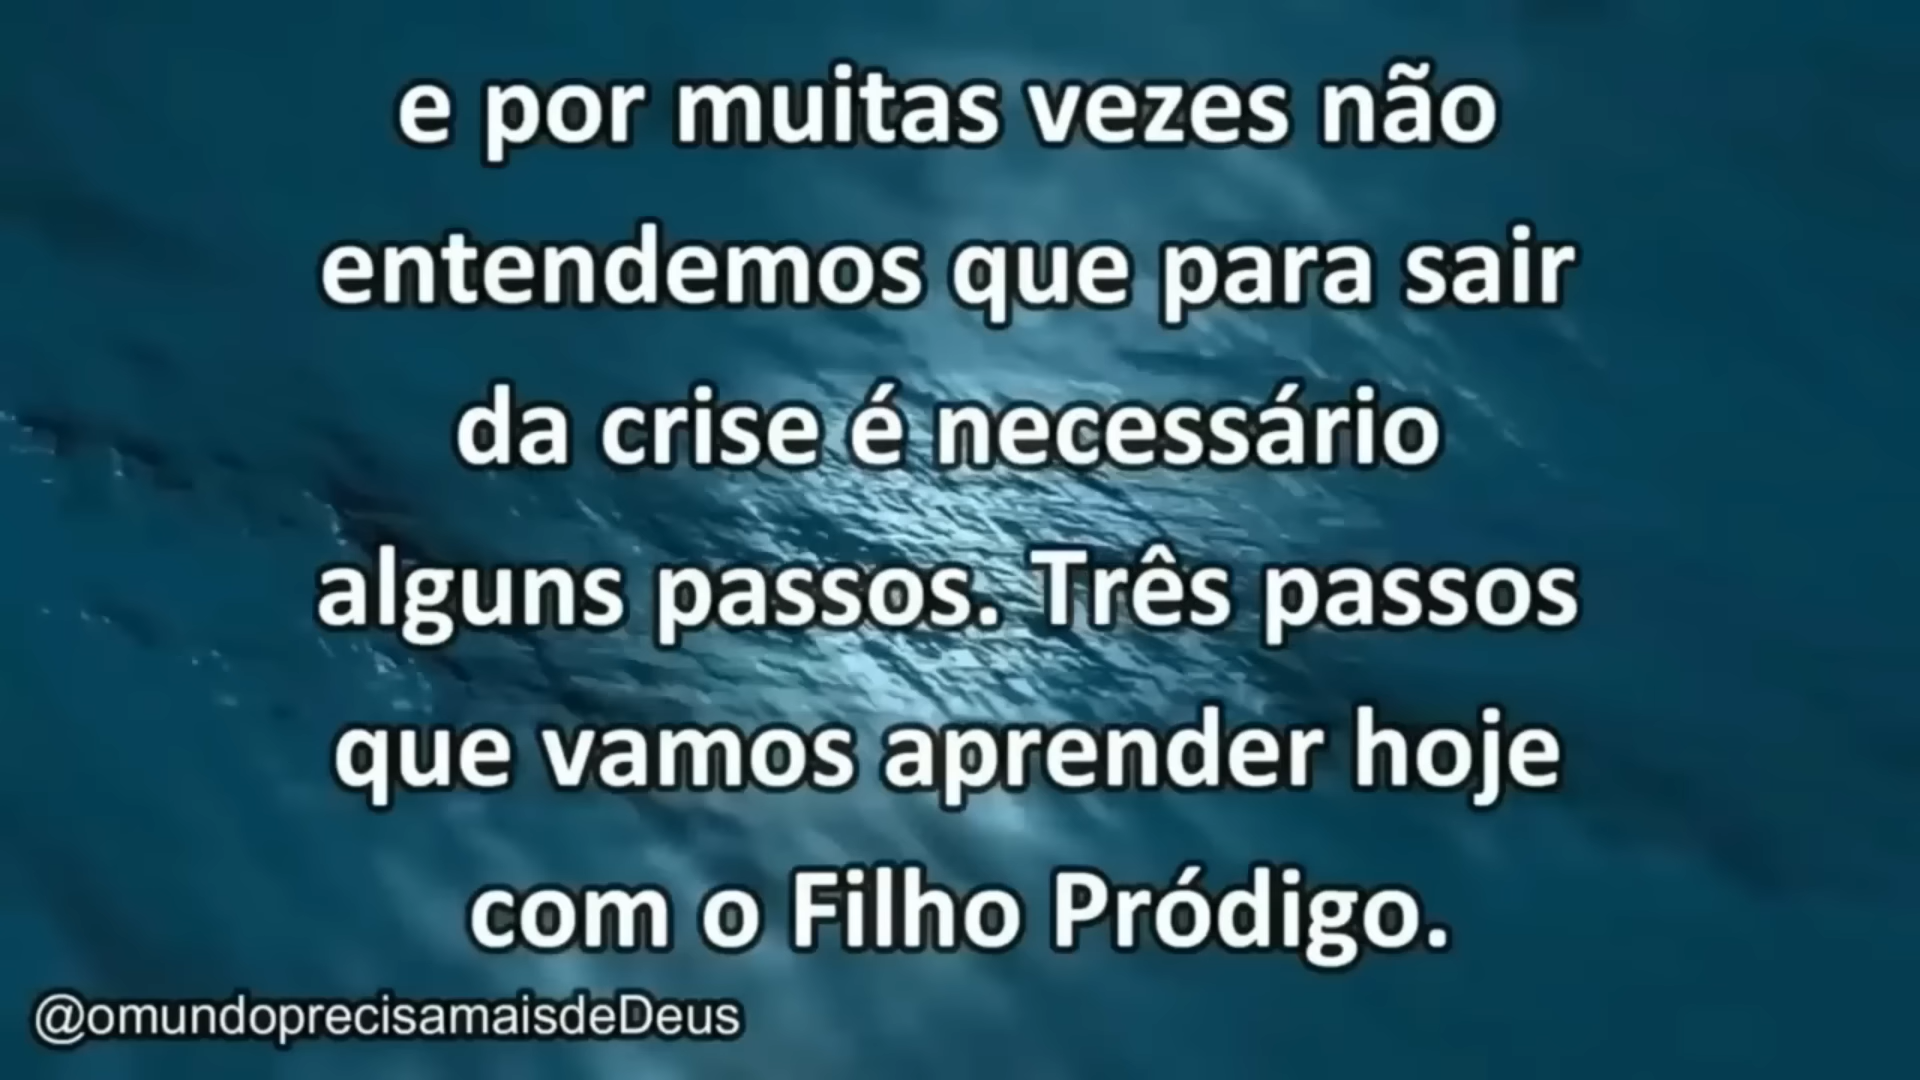 e por muitas vezes não
entendemos que para sair
da crise é necessário
alguns passos. Três passos
que vamos aprender hoje
com o Filho Pródigo.
@omundoprecisamaisdeDeus